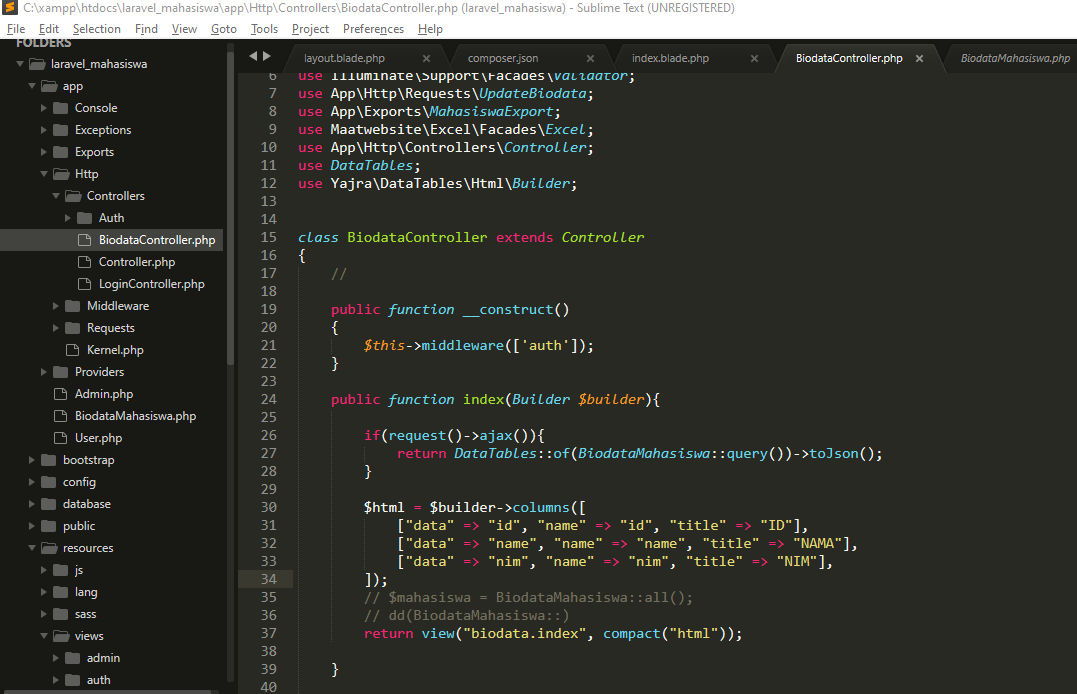 C:\xampp\htdocs\laravel_mahasiswa\app\Http\Controllers\BiodataController.php (laravel_mahasiswa) - Sublime Text (UNREGISTERED)
File Edit Selection Find View Goto Tools Project Preferences Help
FOLDERS
laravel_mahasiswa
app
Console
Exceptions
Exports
Http
Controllers
Auth
BiodataController.php
Controller.php
LoginController.php
Middleware
Requests
Kernel.php
Providers
Admin.php
BiodataMahasiswa.php
User.php
bootstrap
config
database
public
resources
js
lang
sass
views
admin
auth
layout.blade.php composer.json index.blade.php BiodataController.php BiodataMahasiswa.php
6 use Illuminate\Support\Facades\Validator;
7 use App\Http\Requests\UpdateBiodata;
8 use App\Exports\MahasiswaExport;
9 use Maatwebsite\Excel\Facades\Excel;
10 use App\Http\Controllers\Controller;
11 use DataTables;
12 use Yajra\DataTables\Html\Builder;
13
14
15 class BiodataController extends Controller
16 {
17 //
18
19 public function __construct()
20 {
21 $this->middleware(['auth']);
22 }
23
24 public function index(Builder $builder){
25
26 if(request()->ajax()){
27 return DataTables::of(BiodataMahasiswa::query())->toJson();
28 }
29
30 $html = $builder->columns([
31 ["data" => "id", "name" => "id", "title" => "ID"],
32 ["data" => "name", "name" => "name", "title" => "NAMA"],
33 ["data" => "nim", "name" => "nim", "title" => "NIM"],
34 ]);
35 // $mahasiswa = BiodataMahasiswa::all();
36 // dd(BiodataMahasiswa::)
37 return view("biodata.index", compact("html"));
38
39 }
40